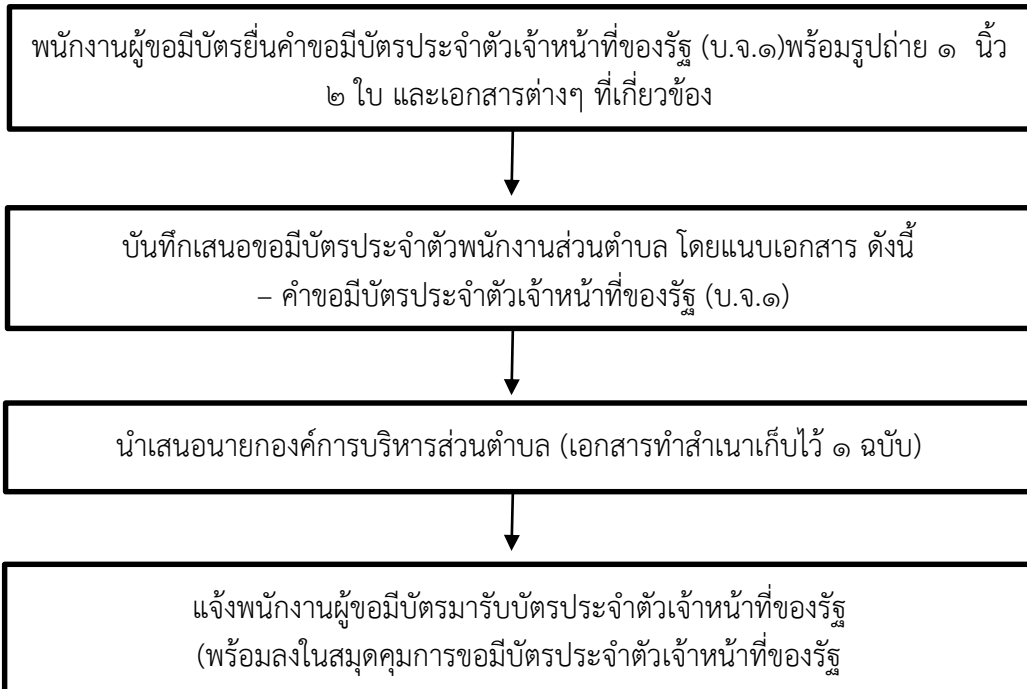 พนักงานผู้ขอมีบัตรยื่นคำขอมีบัตรประจำตัวเจ้าหน้าที่ของรัฐ (บ.จ.๑)พร้อมรูปถ่าย ๑ นิ้ว
๒ ใบ และเอกสารต่างๆ ที่เกี่ยวข้อง
บันทึกเสนอขอมีบัตรประจำตัวพนักงานส่วนตำบล โดยแนบเอกสาร ดังนี้
– คำขอมีบัตรประจำตัวเจ้าหน้าที่ของรัฐ (บ.จ.๑)
นำเสนอนายกองค์การบริหารส่วนตำบล (เอกสารทำสำเนาเก็บไว้ ๑ ฉบับ)
แจ้งพนักงานผู้ขอมีบัตรมารับบัตรประจำตัวเจ้าหน้าที่ของรัฐ
(พร้อมลงในสมุดคุมการขอมีบัตรประจำตัวเจ้าหน้าที่ของรัฐ